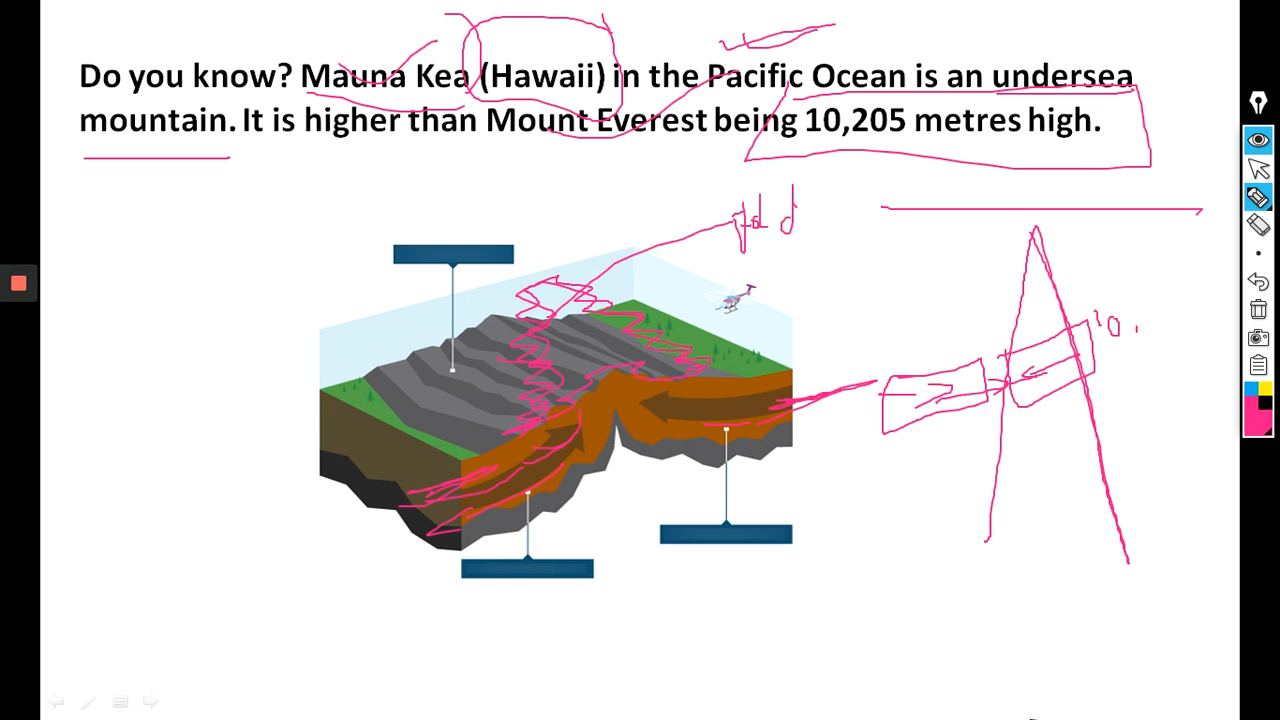 Do you know? Mauna Kea (Hawaii) in the Pacific Ocean is an undersea
mountain. It is higher than Mount Everest being 10,205 metres high.